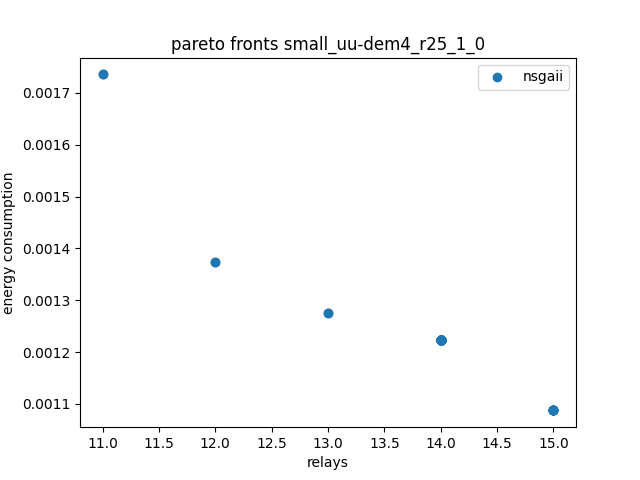 pareto fronts small_uu-dem4_r25_1_0
nsgaii
0.0017
0.0016
0.0015
0.0014
0.0013
0.0012
0.0011
energy consumption
11.0 11.5 12.0 12.5 13.0 13.5 14.0 14.5 15.0
relays